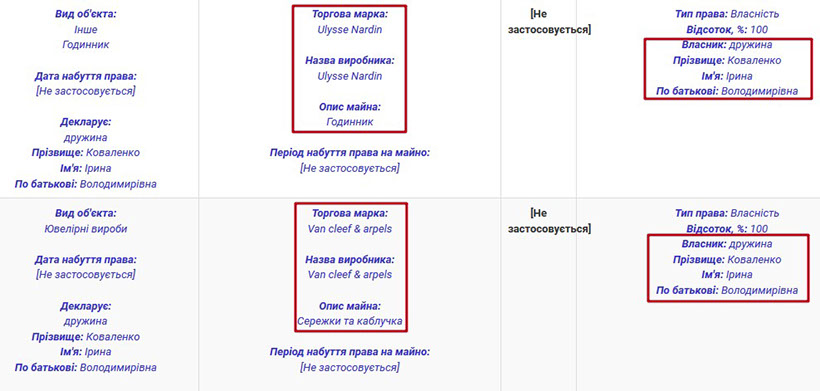 Вид об'єкта:
Інше
Годинник
Дата набуття права:
[Не застосовується]
Декларує:
дружина
Прізвище: Коваленко
Ім'я: Ірина
По батькові: Володимирівна
Торгова марка:
Ulysse Nardin
Назва виробника:
Ulysse Nardin
Опис майна:
Годинник
Період набуття права на майно:
[Не застосовується]
[Не
застосовується]
Тип права: Власність
Відсоток, %: 100
Власник: дружина
Прізвище: Коваленко
Ім'я: Ірина
По батькові: Володимирівна
Вид об'єкта:
Ювелірні вироби
Дата набуття права:
[Не застосовується]
Декларує:
дружина
Прізвище: Коваленко
Ім'я: Ірина
По батькові: Володимирівна
Торгова марка:
Van cleef & arpels
Назва виробника:
Van cleef & arpels
Опис майна:
Сережки та каблучка
Період набуття права на майно:
[Не застосовується]
[Не
застосовується]
Тип права: Власність
Відсоток, %: 100
Власник: дружина
Прізвище: Коваленко
Ім'я: Ірина
По батькові: Володимирівна